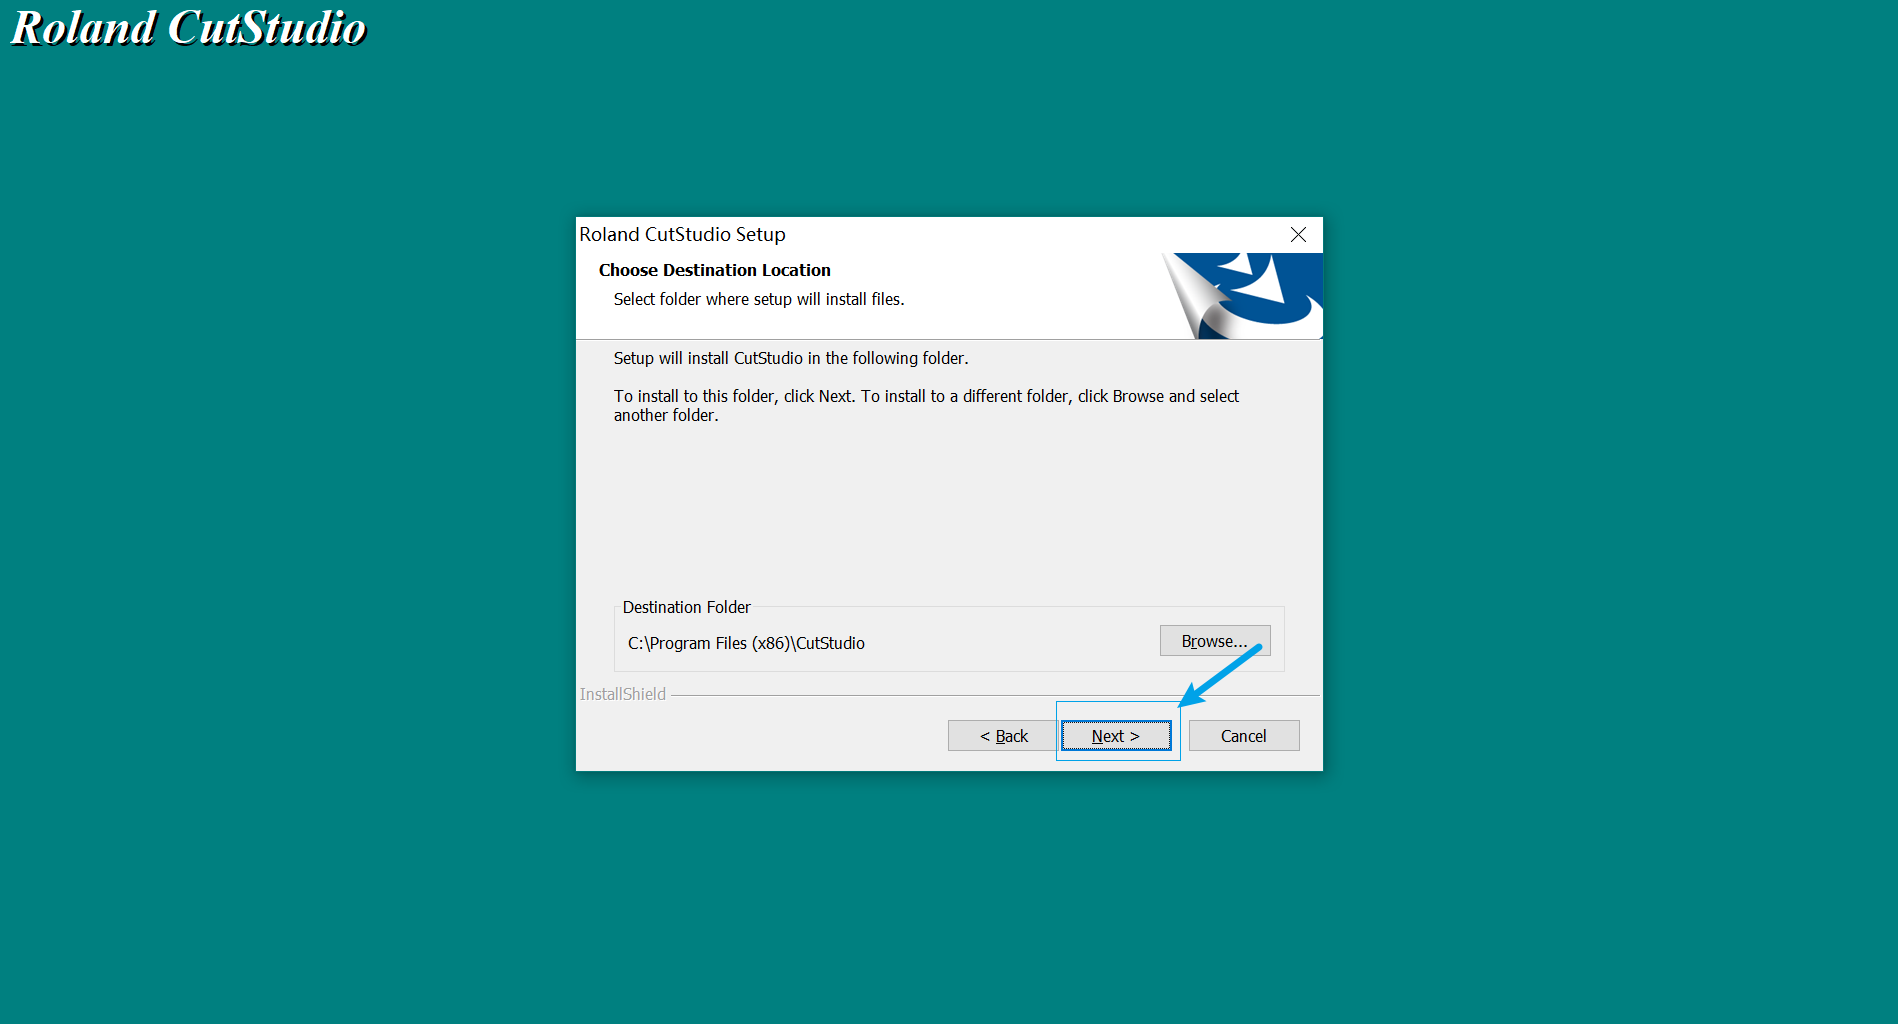 Roland CutStudio
Roland CutStudio Setup
Choose Destination Location
Select folder where setup will install files.
Setup will install CutStudio in the following folder.
To install to this folder, click Next. To install to a different folder, click Browse and select
another folder.
Destination Folder
C:\Program Files (x86)\CutStudio
Browse...
InstallShield
< Back
Next >
Cancel